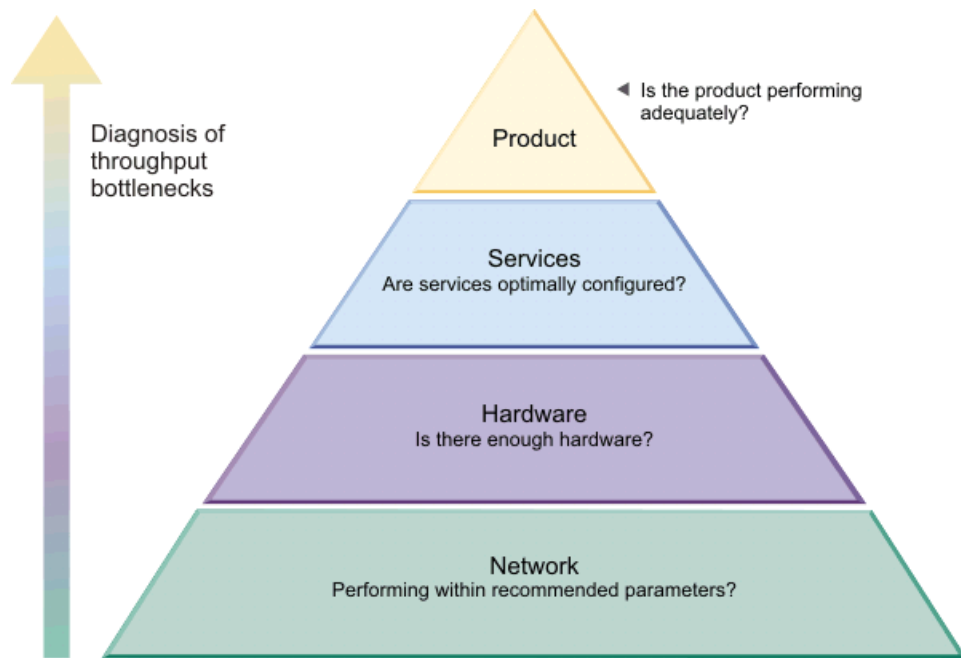 Diagnosis of
throughput
bottlenecks
Is the product performing
adequately?
Product
Services
Are services optimally configured?
Hardware
Is there enough hardware?
Network
Performing within recommended parameters?